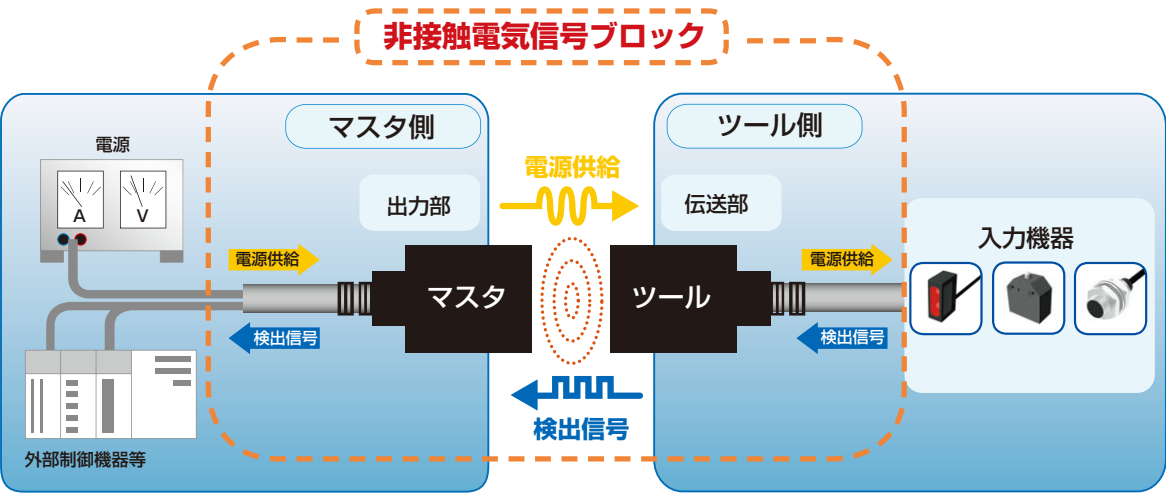 非接触電気信号ブロック
マスタ側
ツール側
電源
A
V
電源供給
出力部
伝送部
入力機器
電源供給
電源供給
マスタ
ツール
検出信号
検出信号
検出信号
外部制御機器等